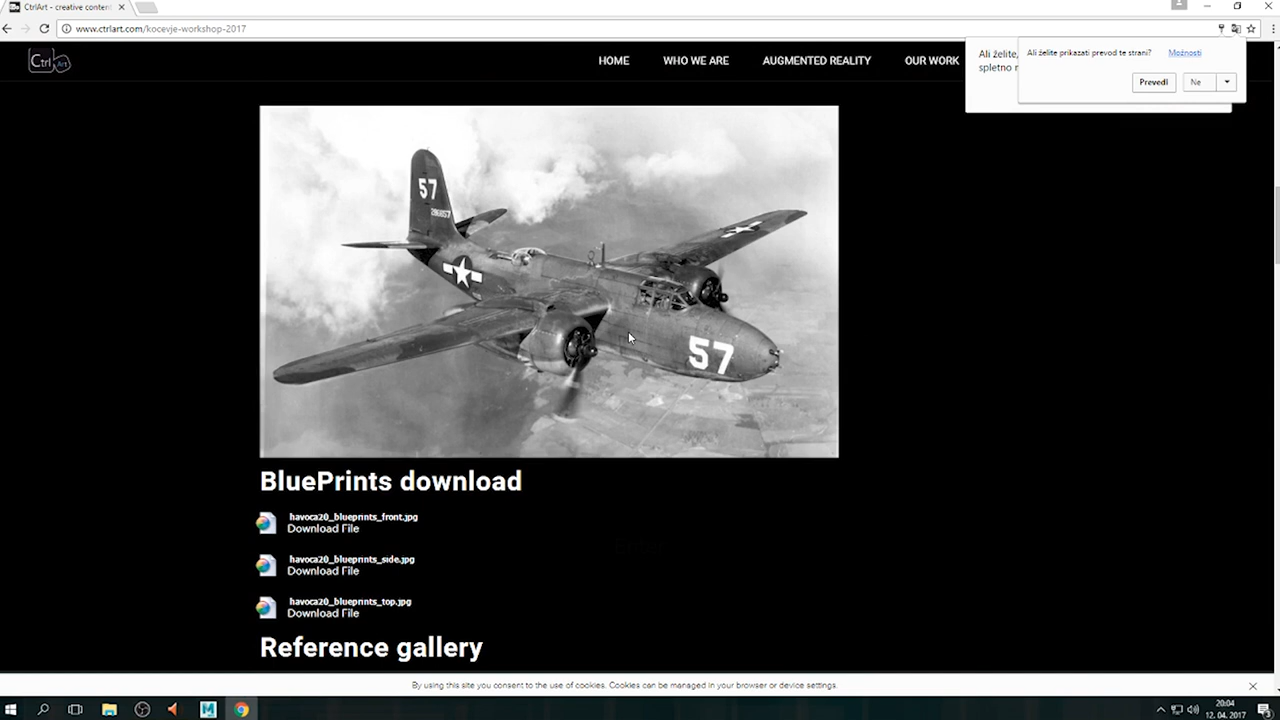 CtrlArt - creative content
www.ctrlart.com/kocevje-workshop-2017
Ctrl Art
HOME
WHO WE ARE
AUGMENTED REALITY
OUR WORK
Ali želite,
spletno
Ali želite prikazati prevod te strani?
Možnosti
Prevedi
Ne
57
57
BluePrints download
havoca20_blueprints_front.jpg
Download File
havoca20_blueprints_side.jpg
Download File
havoca20_blueprints_top.jpg
Download File
Reference gallery
By using this site you consent to the use of cookies. Cookies can be managed in your browser or device settings.
20:04
12. 04. 2017